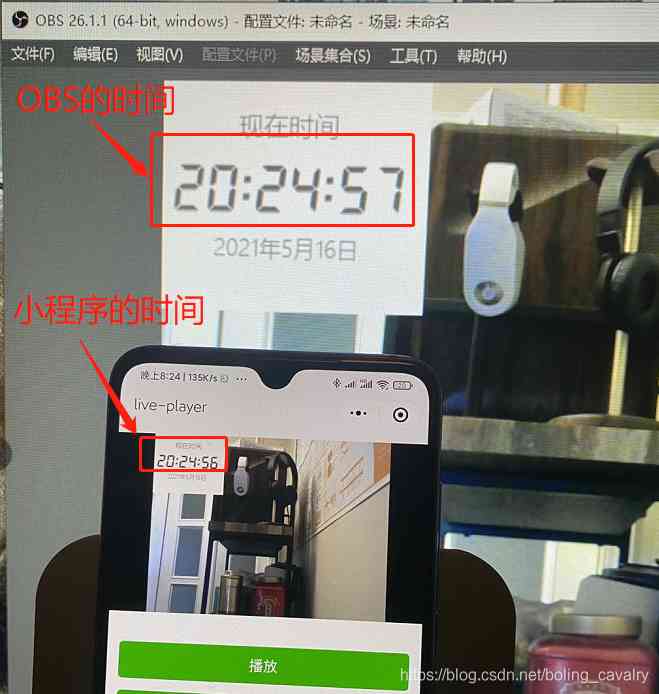 OBS 26.1.1 (64-bit, windows) - 配置文件: 未命名 - 场景: 未命名
文件(F) 编辑(E) 视图(V) 配置文件(P) 场景集合(S) 工具(T) 帮助(H)
OBS的时间
现在时间
20:24:57
2021年5月16日
小程序的时间
晚上8:24 | 135K/s
live-player
现在时间
20:24:56
2021年5月16日
播放
https://blog.csdn.net/boling_cavalry